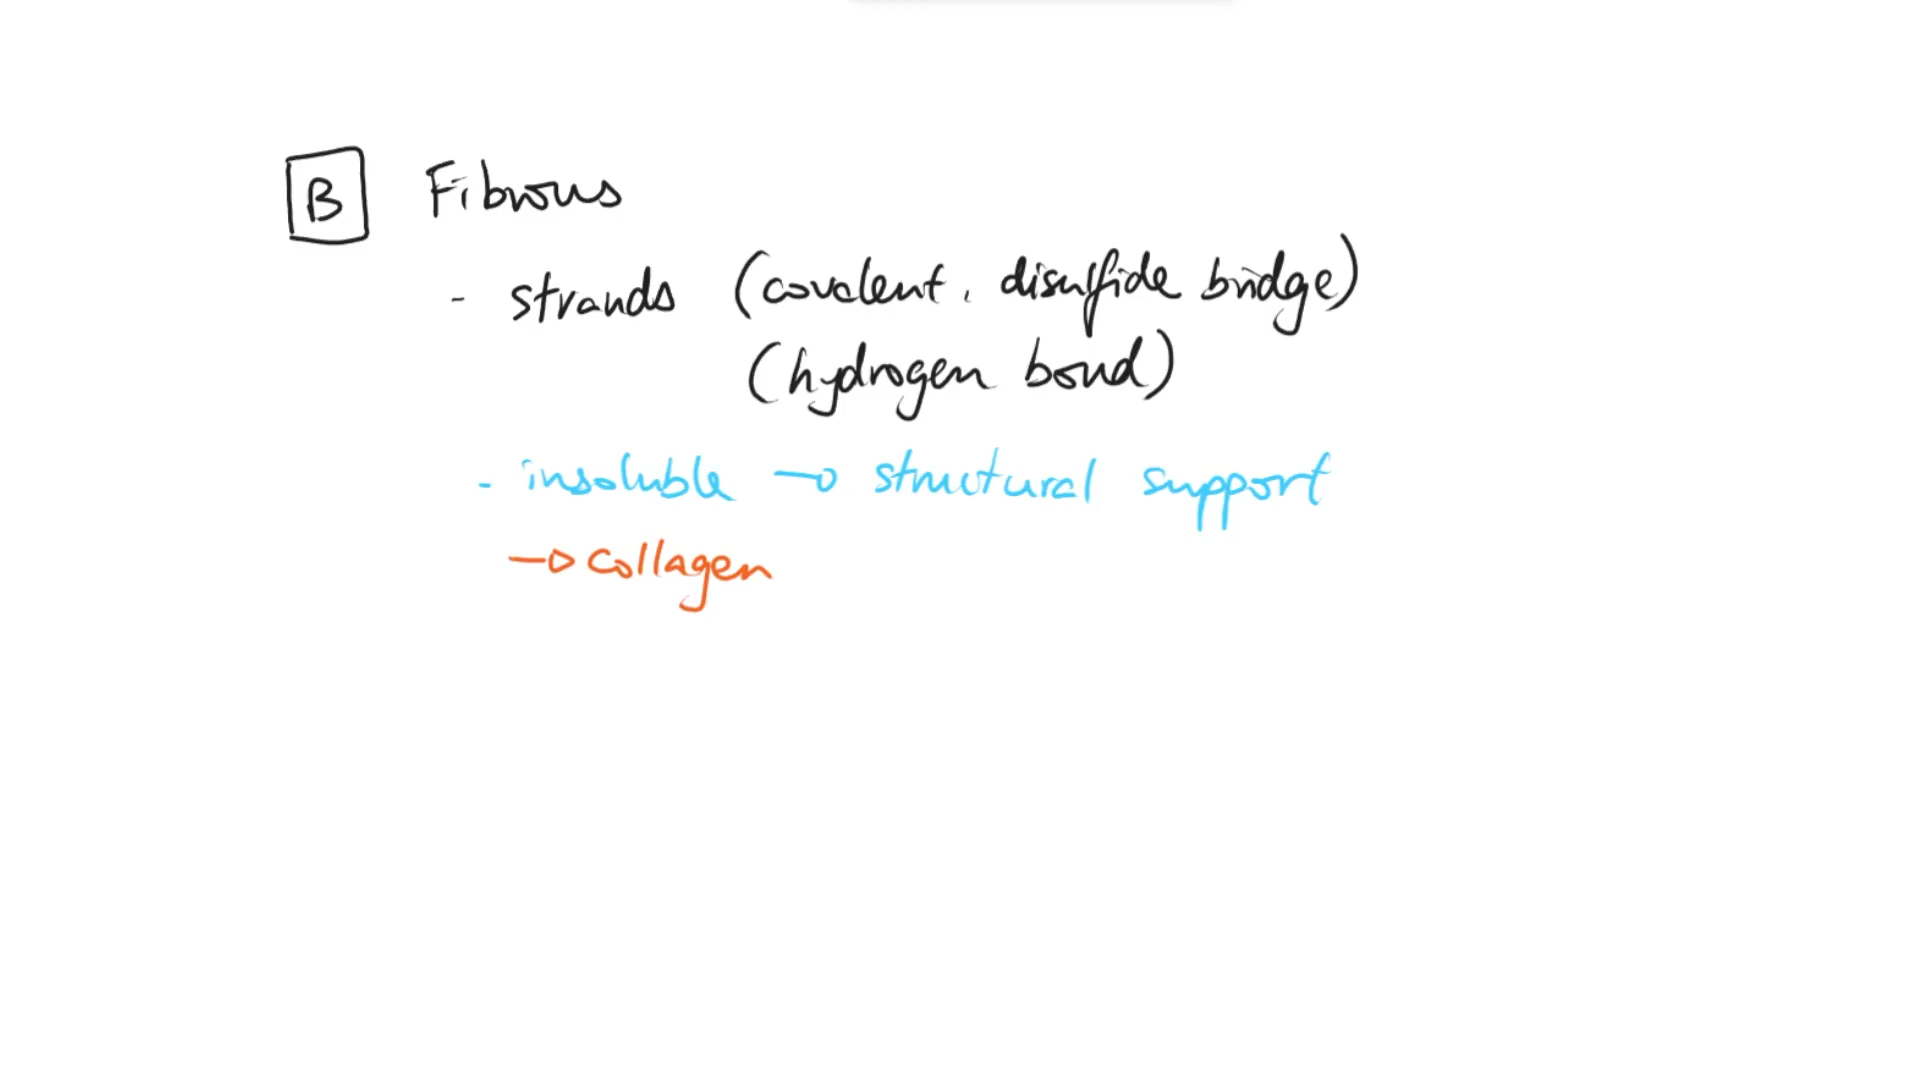 B Fibrous
- strands (covalent, disulfide bridge)
(hydrogen bond)
- insoluble → structural support
→ collagen